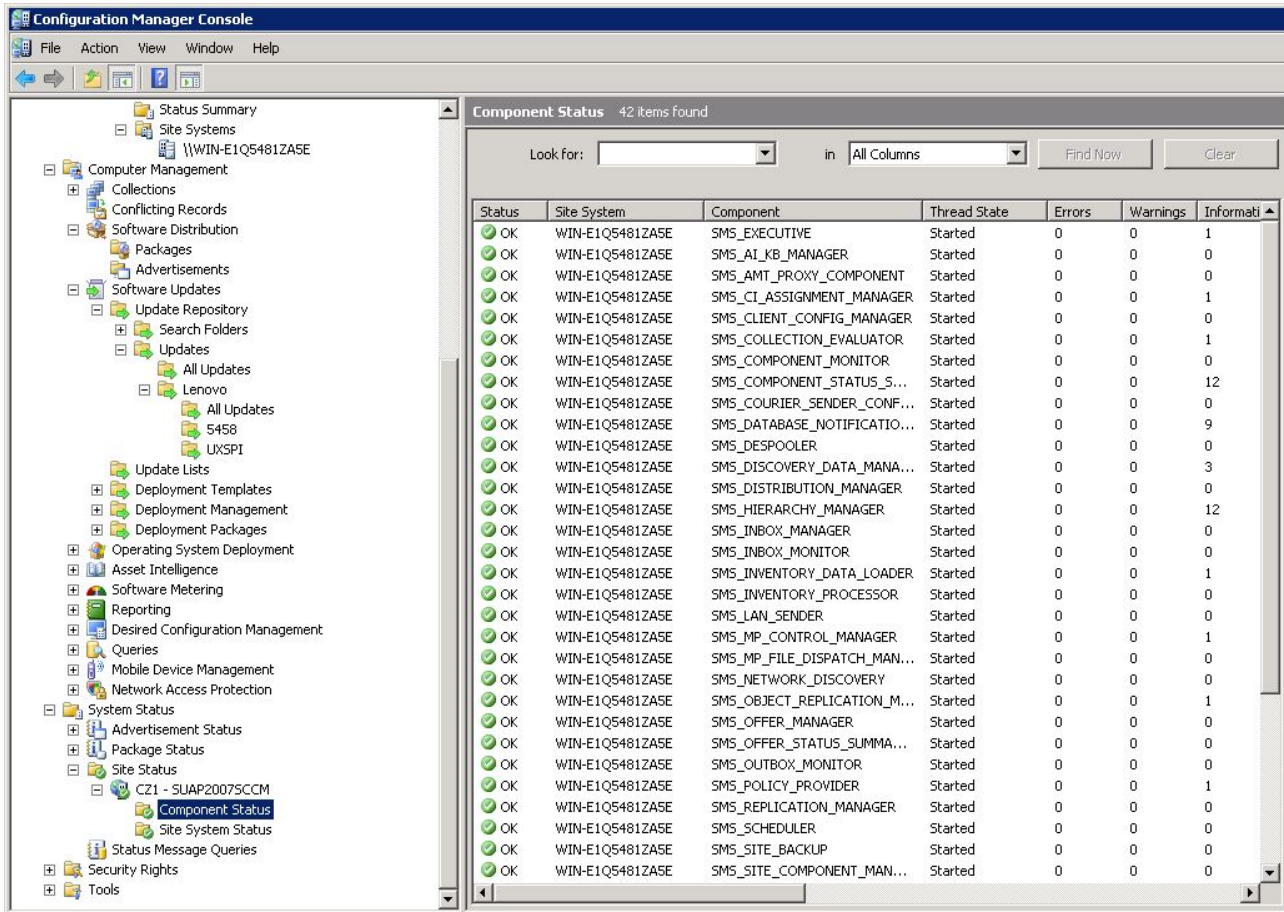 Configuration Manager Console
File Action View Window Help
Status Summary
Site Systems
\\WIN-E1Q5481ZA5E
Computer Management
Collections
Conflicting Records
Software Distribution
Packages
Advertisements
Software Updates
Update Repository
Search Folders
Updates
All Updates
Lenovo
All Updates
5458
UXSPI
Update Lists
Deployment Templates
Deployment Management
Deployment Packages
Operating System Deployment
Asset Intelligence
Software Metering
Reporting
Desired Configuration Management
Queries
Mobile Device Management
Network Access Protection
System Status
Advertisement Status
Package Status
Site Status
CZ1 - SUAP2007SCCM
Component Status
Site System Status
Status Message Queries
Security Rights
Tools
Component Status 42 items found
Look for: in All Columns Find Now Clear
Status Site System Component Thread State Errors Warnings Informati
OK WIN-E1Q5481ZA5E SMS_EXECUTIVE Started 0 0 1
OK WIN-E1Q5481ZA5E SMS_AI_KB_MANAGER Started 0 0 0
OK WIN-E1Q5481ZA5E SMS_AMT_PROXY_COMPONENT Started 0 0 0
OK WIN-E1Q5481ZA5E SMS_CI_ASSIGNMENT_MANAGER Started 0 0 1
OK WIN-E1Q5481ZA5E SMS_CLIENT_CONFIG_MANAGER Started 0 0 0
OK WIN-E1Q5481ZA5E SMS_COLLECTION_EVALUATOR Started 0 0 1
OK WIN-E1Q5481ZA5E SMS_COMPONENT_MONITOR Started 0 0 0
OK WIN-E1Q5481ZA5E SMS_COMPONENT_STATUS_S... Started 0 0 12
OK WIN-E1Q5481ZA5E SMS_COURIER_SENDER_CONF... Started 0 0 0
OK WIN-E1Q5481ZA5E SMS_DATABASE_NOTIFICATIO... Started 0 0 9
OK WIN-E1Q5481ZA5E SMS_DESPOOLER Started 0 0 0
OK WIN-E1Q5481ZA5E SMS_DISCOVERY_DATA_MANA... Started 0 0 3
OK WIN-E1Q5481ZA5E SMS_DISTRIBUTION_MANAGER Started 0 0 0
OK WIN-E1Q5481ZA5E SMS_HIERARCHY_MANAGER Started 0 0 12
OK WIN-E1Q5481ZA5E SMS_INBOX_MANAGER Started 0 0 0
OK WIN-E1Q5481ZA5E SMS_INBOX_MONITOR Started 0 0 0
OK WIN-E1Q5481ZA5E SMS_INVENTORY_DATA_LOADER Started 0 0 1
OK WIN-E1Q5481ZA5E SMS_INVENTORY_PROCESSOR Started 0 0 0
OK WIN-E1Q5481ZA5E SMS_LAN_SENDER Started 0 0 0
OK WIN-E1Q5481ZA5E SMS_MP_CONTROL_MANAGER Started 0 0 1
OK WIN-E1Q5481ZA5E SMS_MP_FILE_DISPATCH_MAN... Started 0 0 0
OK WIN-E1Q5481ZA5E SMS_NETWORK_DISCOVERY Started 0 0 0
OK WIN-E1Q5481ZA5E SMS_OBJECT_REPLICATION_M... Started 0 0 1
OK WIN-E1Q5481ZA5E SMS_OFFER_MANAGER Started 0 0 0
OK WIN-E1Q5481ZA5E SMS_OFFER_STATUS_SUMMA... Started 0 0 0
OK WIN-E1Q5481ZA5E SMS_OUTBOX_MONITOR Started 0 0 0
OK WIN-E1Q5481ZA5E SMS_POLICY_PROVIDER Started 0 0 1
OK WIN-E1Q5481ZA5E SMS_REPLICATION_MANAGER Started 0 0 0
OK WIN-E1Q5481ZA5E SMS_SCHEDULER Started 0 0 0
OK WIN-E1Q5481ZA5E SMS_SITE_BACKUP Started 0 0 0
OK WIN-E1Q5481ZA5E SMS_SITE_COMPONENT_MAN... Started 0 0 0